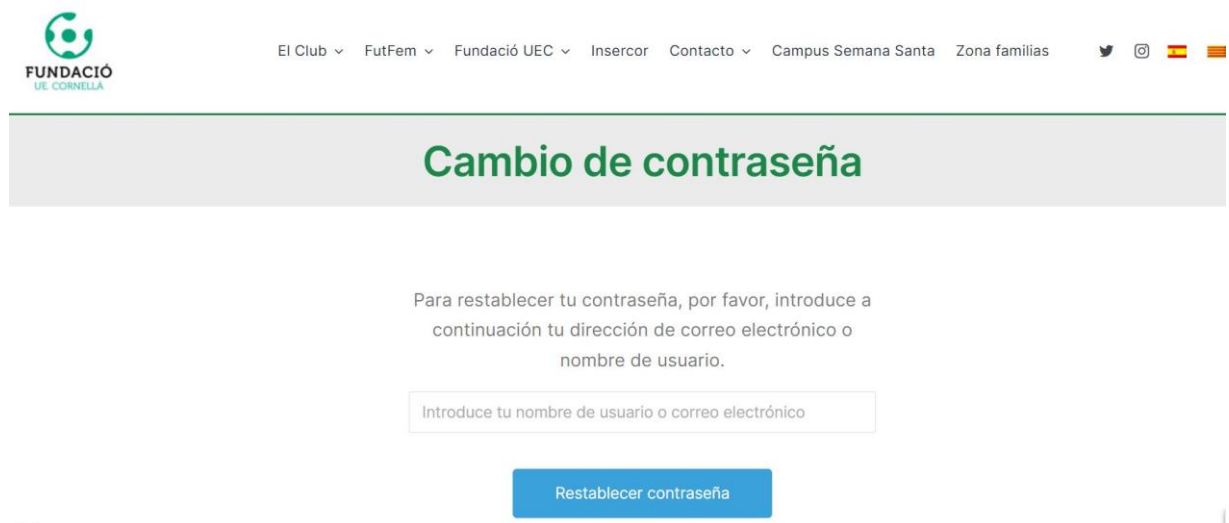 FUNDACIÓ
UE CORNELLÀ
El Club FutFem Fundació UEC Insercor Contacto Campus Semana Santa Zona familias
Cambio de contraseña
Para restablecer tu contraseña, por favor, introduce a
continuación tu dirección de correo electrónico o
nombre de usuario.
Introduce tu nombre de usuario o correo electrónico
Restablecer contraseña